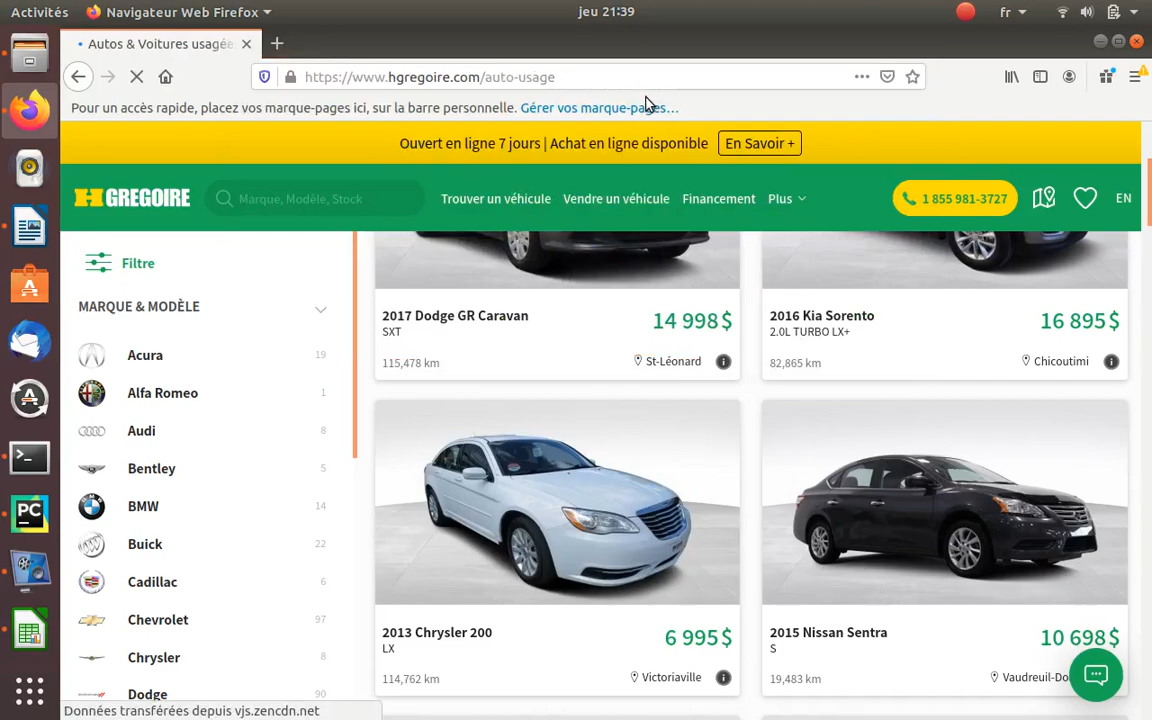 Activités
Navigateur Web Firefox
jeu 21:39
fr
Autos & Voitures usagée
https://www.hgregoire.com/auto-usage
Pour un accès rapide, placez vos marque-pages ici, sur la barre personnelle. Gérer vos marque-pages…
Ouvert en ligne 7 jours | Achat en ligne disponible
En Savoir +
H GREGOIRE
Marque, Modèle, Stock
Trouver un véhicule
Vendre un véhicule
Financement
Plus
1 855 981-3727
EN
Filtre
MARQUE & MODÈLE
Acura 19
Alfa Romeo 1
Audi 8
Bentley 5
BMW 14
Buick 22
Cadillac 6
Chevrolet 97
Chrysler 8
Dodge 90
2017 Dodge GR Caravan
SXT
14 998$
115,478 km
St-Léonard
2016 Kia Sorento
2.0L TURBO LX+
16 895$
82,865 km
Chicoutimi
2013 Chrysler 200
LX
6 995$
114,762 km
Victoriaville
2015 Nissan Sentra
S
10 698$
19,483 km
Vaudreuil-Do
Données transférées depuis vjs.zencdn.net